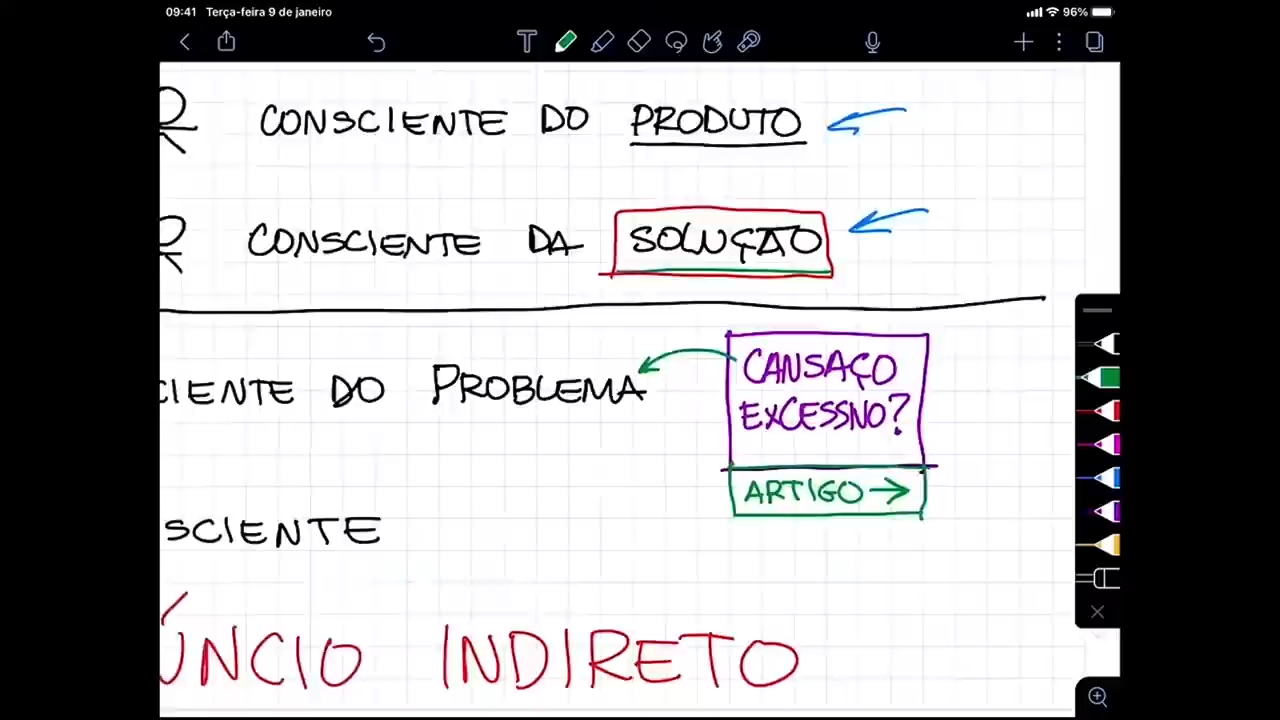 09:41 Terça-feira 9 de janeiro
96%
CONSCIENTE DO PRODUTO
CONSCIENTE DA SOLUÇÃO
CIENTE DO PROBLEMA
CANSAÇO
EXCESSIVO?
ARTIGO →
SCIENTE
ÚNCIO INDIRETO